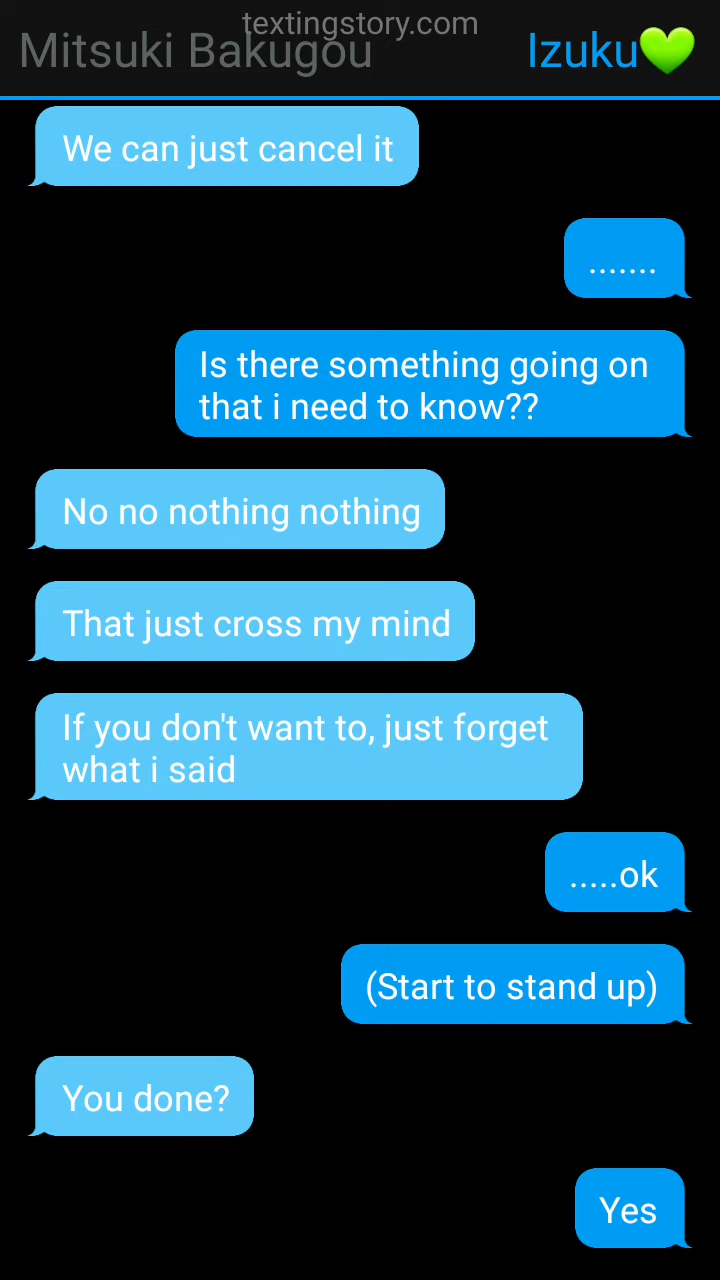 textingstory.com
Mitsuki Bakugou
Izuku💚
We can just cancel it
.......
Is there something going on
that i need to know??
No no nothing nothing
That just cross my mind
If you don't want to, just forget
what i said
.....ok
(Start to stand up)
You done?
Yes